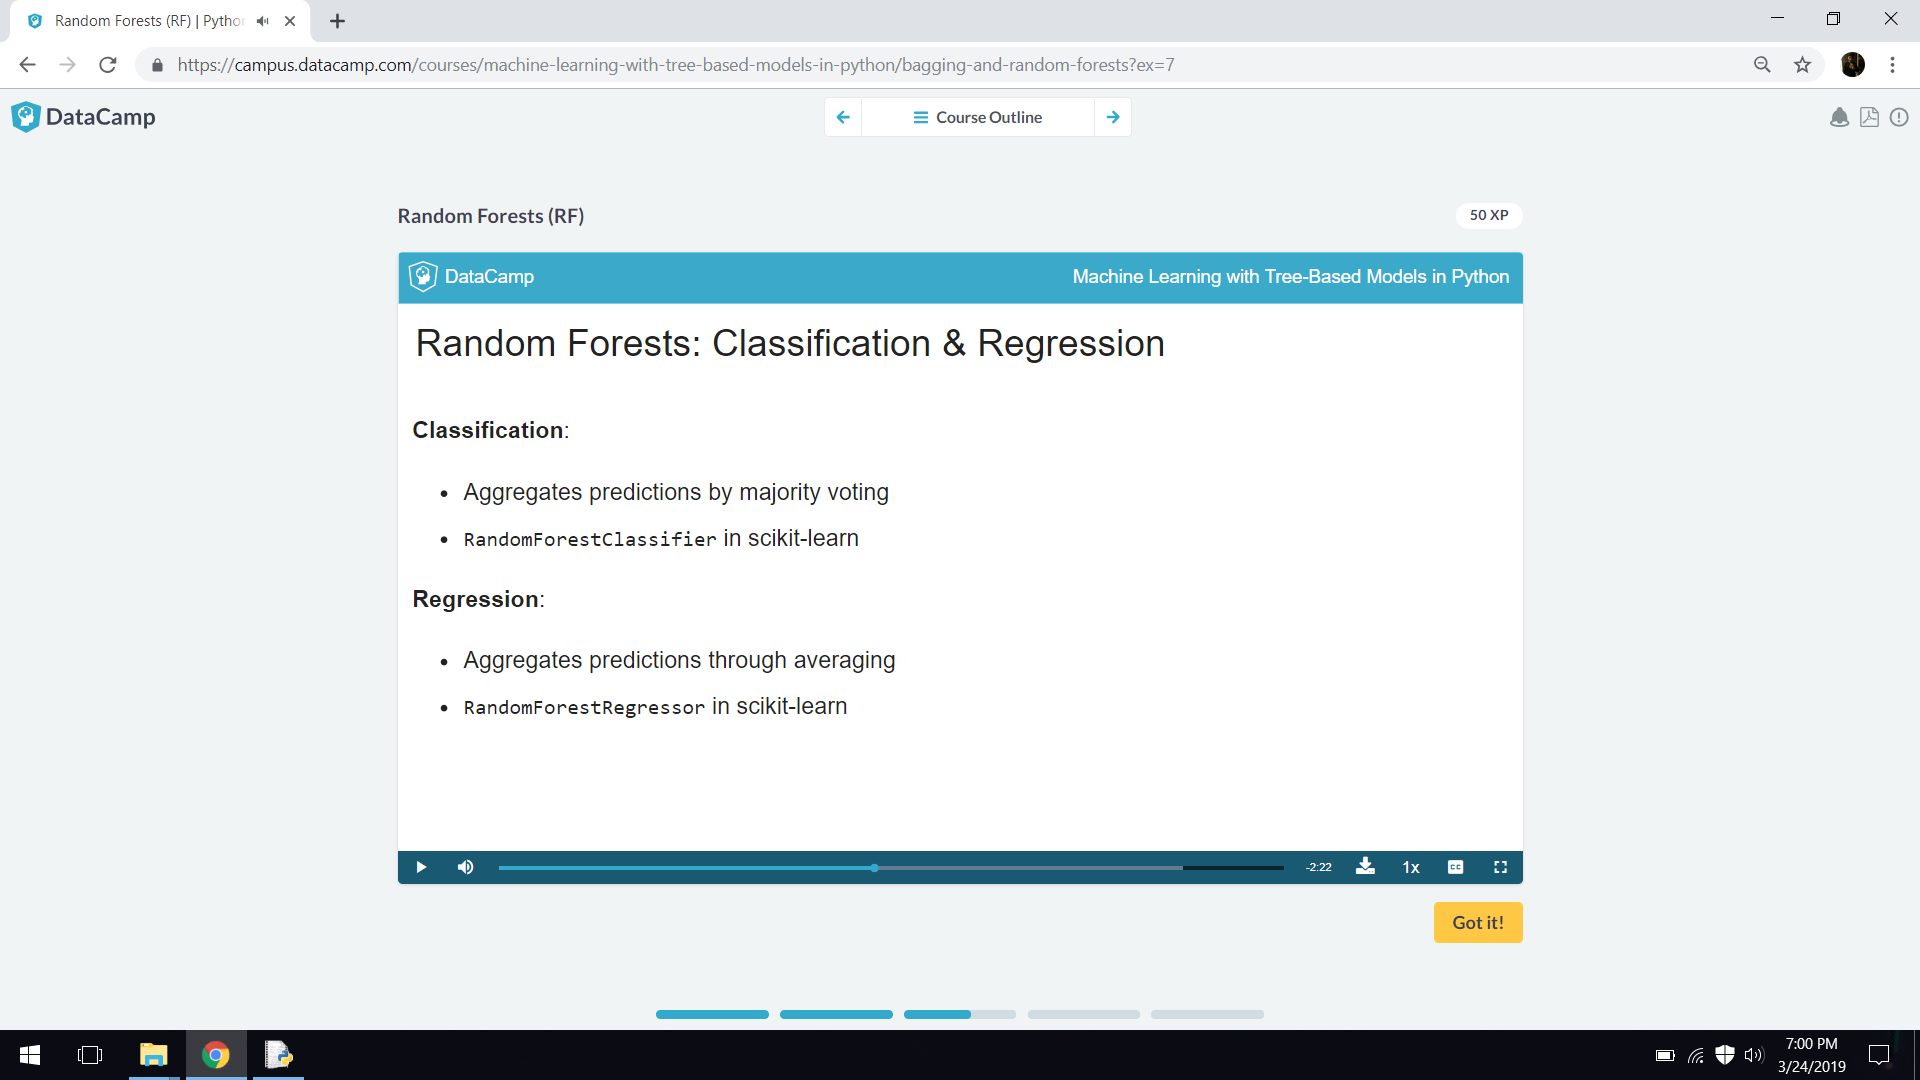 Random Forests (RF) | Pytho
https://campus.datacamp.com/courses/machine-learning-with-tree-based-models-in-python/bagging-and-random-forests?ex=7
DataCamp
Course Outline
Random Forests (RF)
50 XP
DataCamp
Machine Learning with Tree-Based Models in Python
Random Forests: Classification & Regression
Classification:
• Aggregates predictions by majority voting
• RandomForestClassifier in scikit-learn
Regression:
• Aggregates predictions through averaging
• RandomForestRegressor in scikit-learn
-2:22
1x
CC
Got it!
7:00 PM
3/24/2019